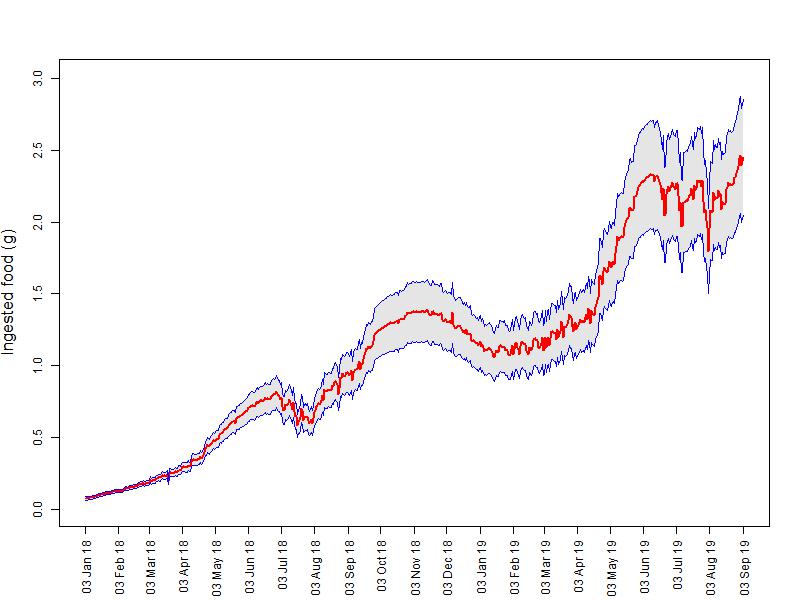 Ingested food (g)
3.0
2.5
2.0
1.5
1.0
0.5
0.0
03 Jan 18
03 Feb 18
03 Mar 18
03 Apr 18
03 May 18
03 Jun 18
03 Jul 18
03 Aug 18
03 Sep 18
03 Oct 18
03 Nov 18
03 Dec 18
03 Jan 19
03 Feb 19
03 Mar 19
03 Apr 19
03 May 19
03 Jun 19
03 Jul 19
03 Aug 19
03 Sep 19